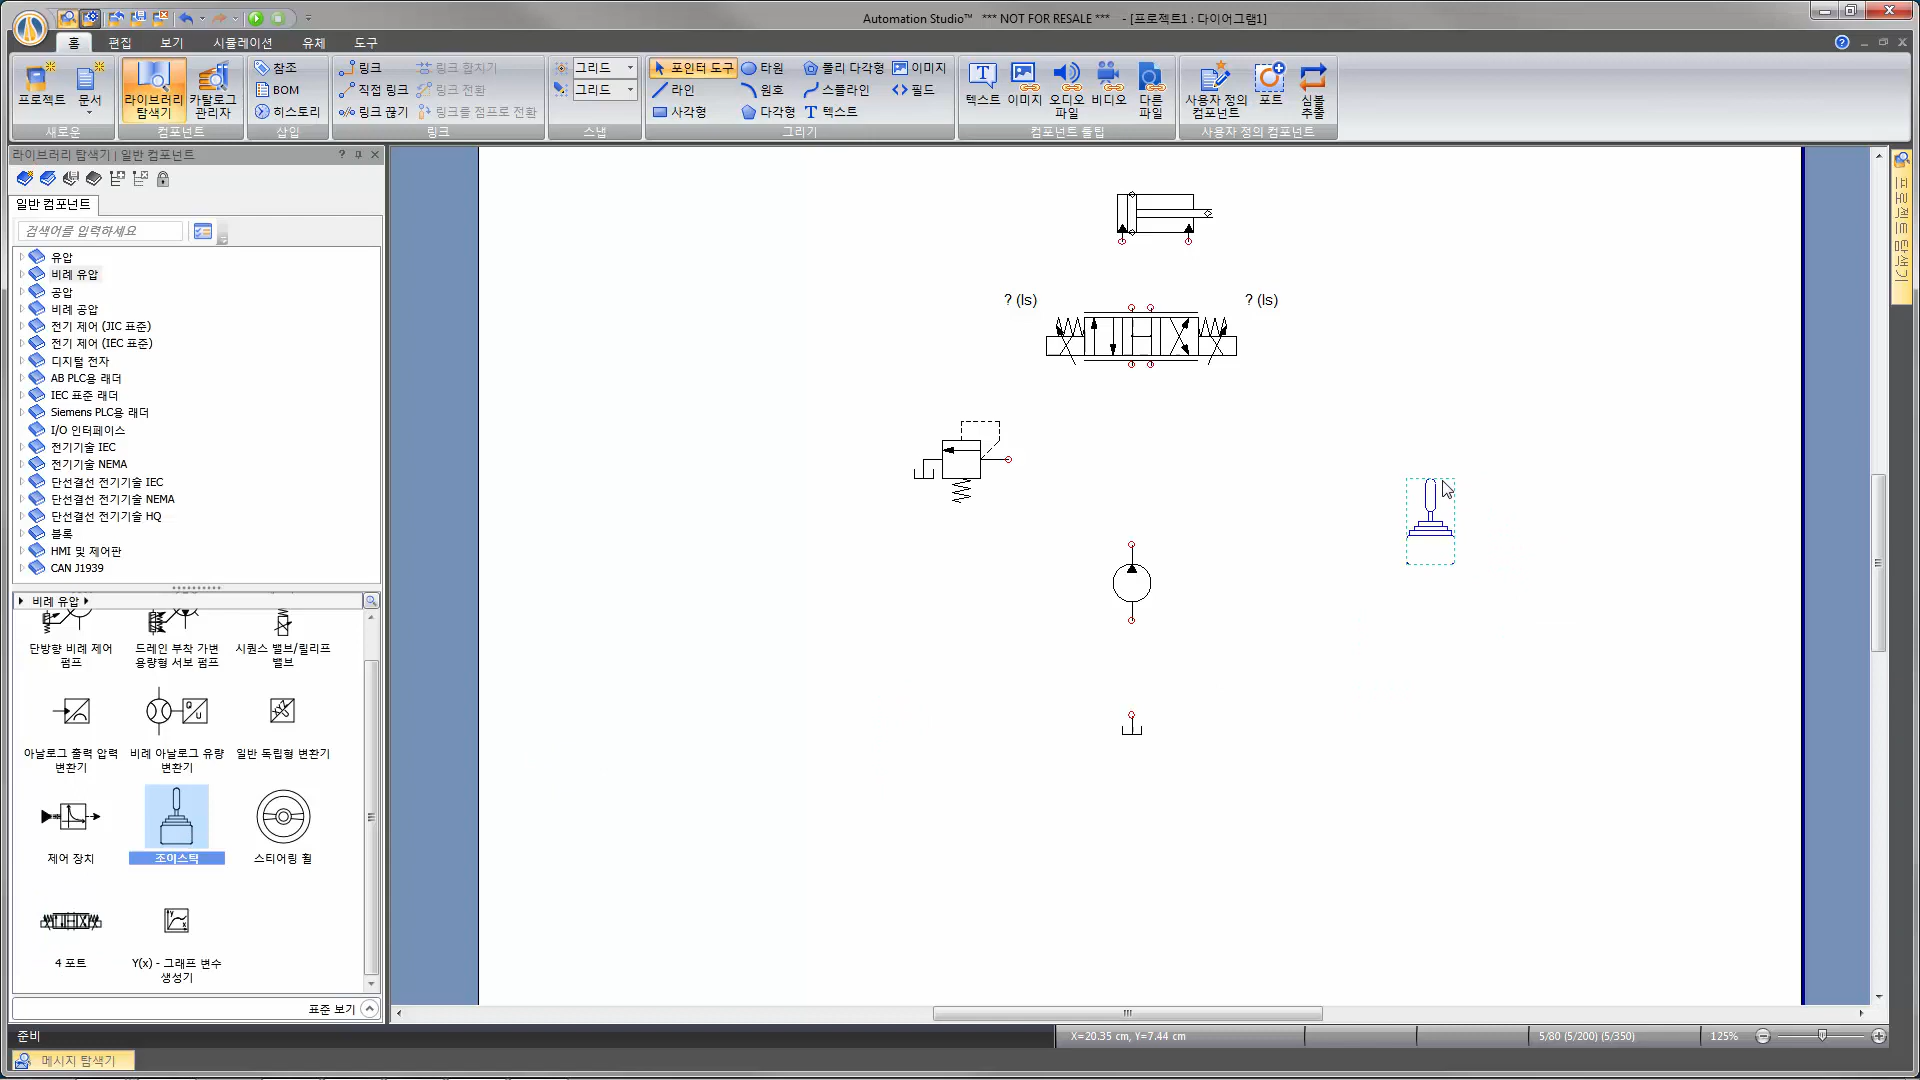 Automation Studio™ *** NOT FOR RESALE *** - [프로젝트1 : 다이어그램1]
홈 편집 보기 시뮬레이션 유체 도구
프로젝트 문서
새로운
라이브러리 탐색기
카탈로그 관리자
컴포넌트
참조
BOM
히스토리
삽입
링크
직접 링크
링크 끊기
링크 합치기
링크 전환
링크를 점프로 전환
링크
그리드
그리드
스냅
포인터 도구
라인
사각형
타원
원호
다각형
폴리 다각형
스플라인
텍스트
이미지
필드
그리기
텍스트 이미지 오디오 파일 비디오 다른 파일
컴포넌트 툴팁
사용자 정의 컴포넌트 포트 심볼 추출
사용자 정의 컴포넌트
라이브러리 탐색기 | 일반 컴포넌트
일반 컴포넌트
검색어를 입력하세요
유압
비례 유압
공압
비례 공압
전기 제어 (JIC 표준)
전기 제어 (IEC 표준)
디지털 전자
AB PLC용 래더
IEC 표준 래더
Siemens PLC용 래더
I/O 인터페이스
전기기술 IEC
전기기술 NEMA
단선결선 전기기술 IEC
단선결선 전기기술 NEMA
단선결선 전기기술 HQ
블록
HMI 및 제어판
CAN J1939
비례 유압
단방향 비례 제어 펌프
드레인 부착 가변 용량형 서보 펌프
시퀀스 밸브/릴리프 밸브
아날로그 출력 압력 변환기
비례 아날로그 유량 변환기
일반 독립형 변환기
제어 장치
조이스틱
스티어링 휠
4 포트
Y(x) - 그래프 변수 생성기
표준 보기
? (ls)
? (ls)
Q
U
Y
X
프로젝트 탐색기
준비
X=20.35 cm, Y=7.44 cm
5/80 (5/200) (5/350)
125%
메시지 탐색기